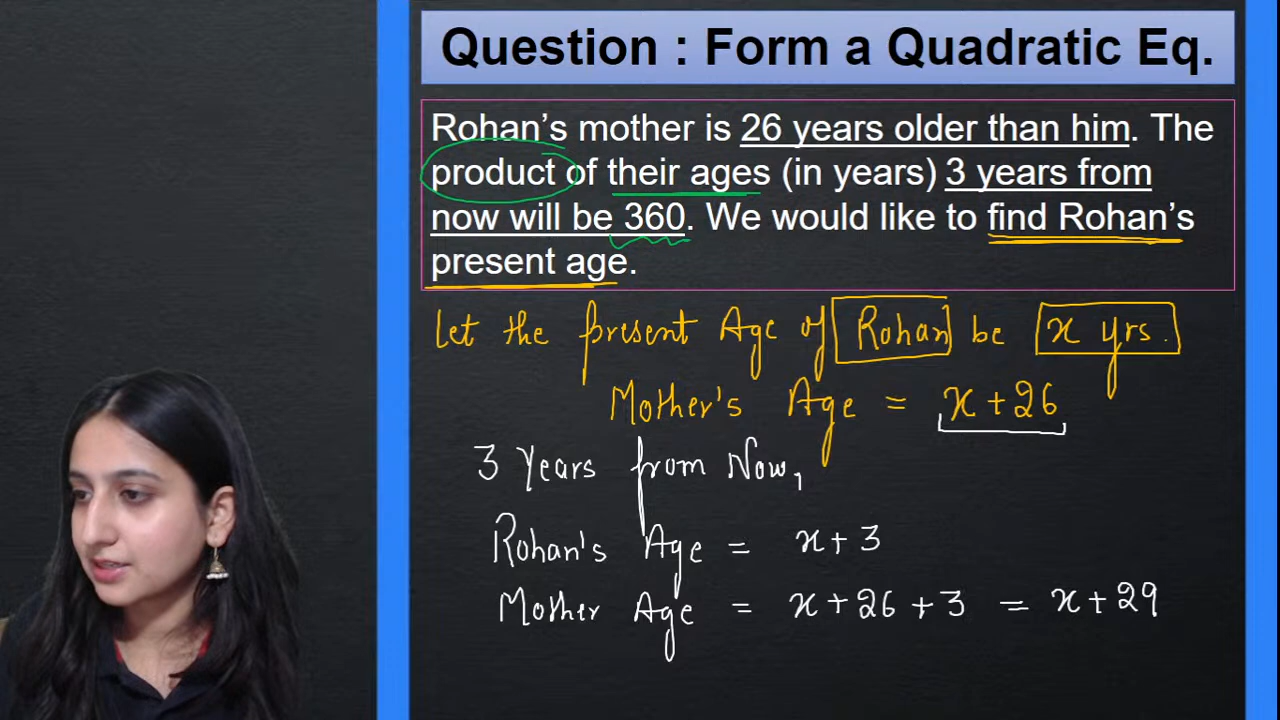 Question : Form a Quadratic Eq.
Rohan's mother is 26 years older than him. The
product of their ages (in years) 3 years from
now will be 360. We would like to find Rohan's
present age.
Let the present Age of Rohan be x yrs.
Mother's Age = x + 26
3 Years from Now,
Rohan's Age = x + 3
Mother Age = x + 26 + 3 = x + 29